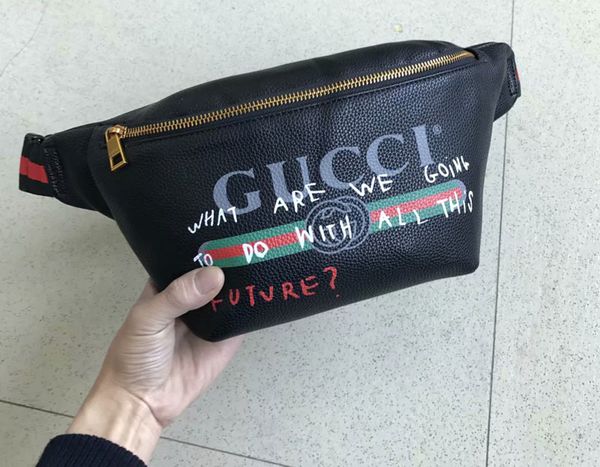 GUCCI
WHAT ARE WE GOING
TO DO WITH ALL THIS
FUTURE?